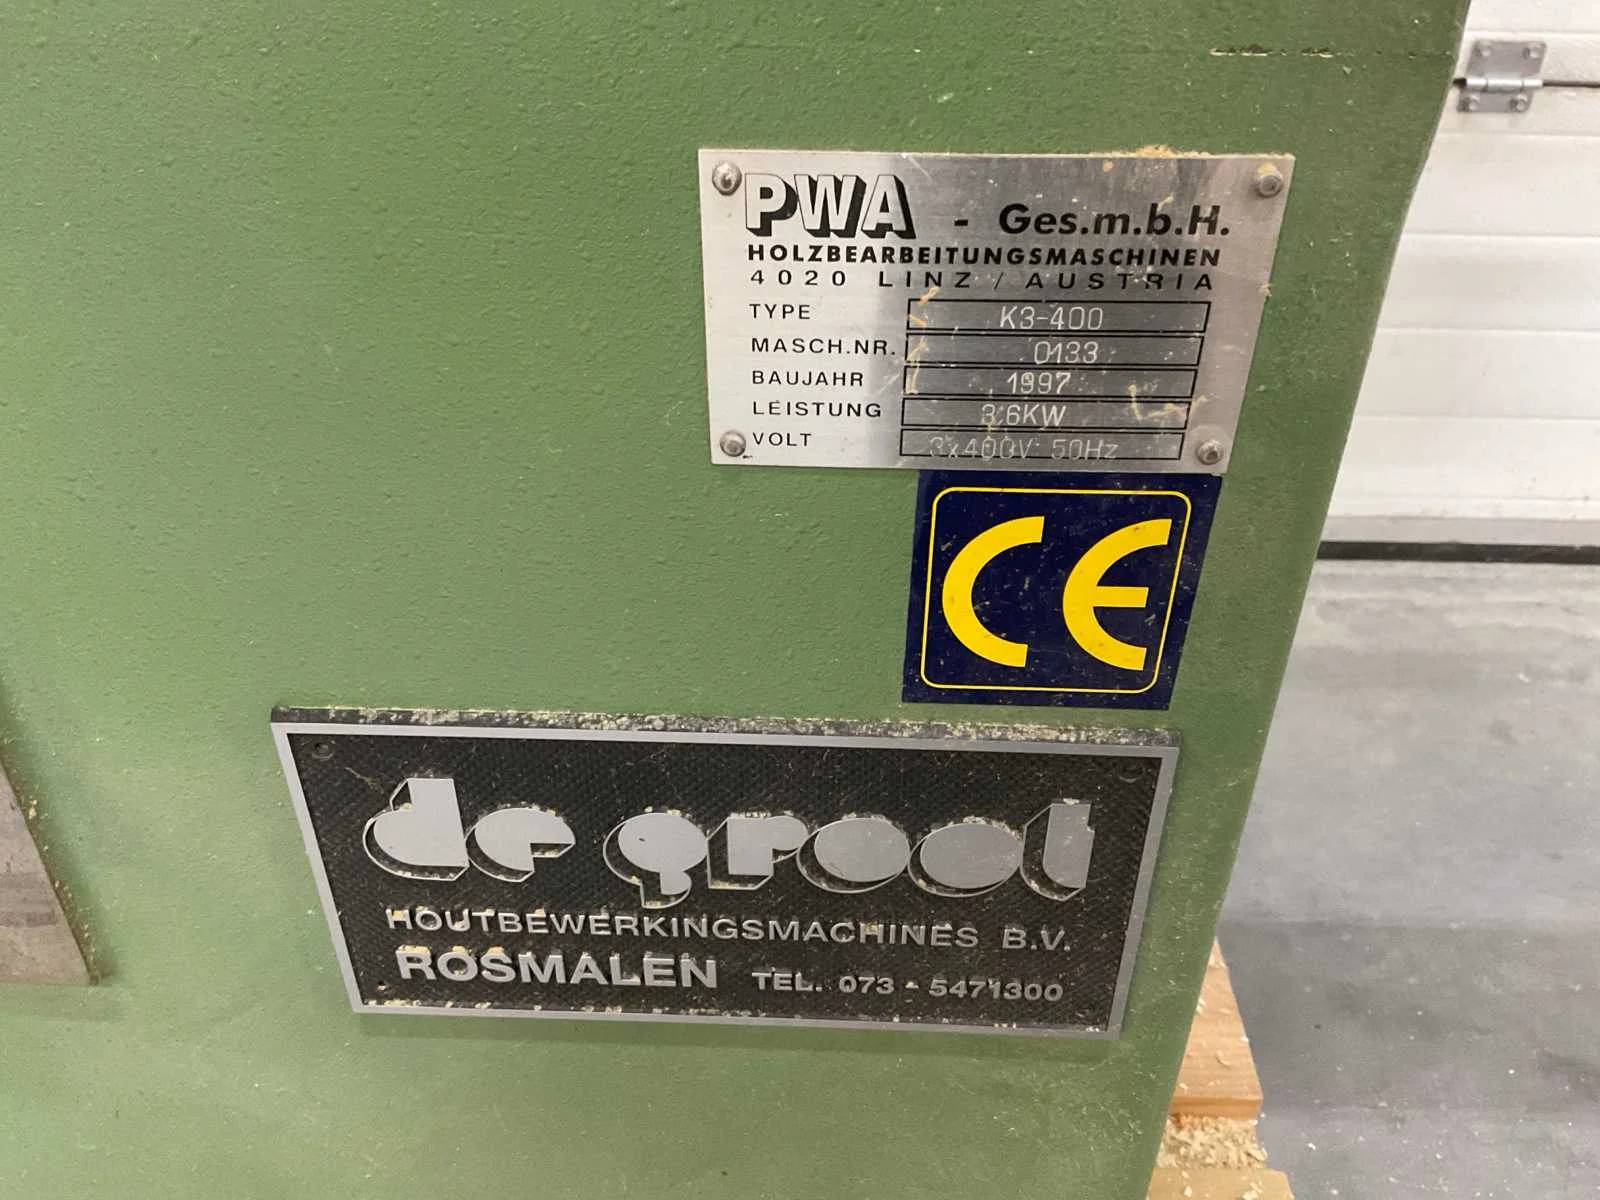 PWA - Ges.m.b.H.
HOLZBEARBEITUNGSMASCHINEN
4020 LINZ / AUSTRIA
TYPE K3-400
MASCH.NR. 0133
BAUJAHR 1997
LEISTUNG 3.6KW
VOLT 3x400V 50Hz
CE
de groot
HOUTBEWERKINGSMACHINES B.V.
ROSMALEN TEL. 073 - 5471300